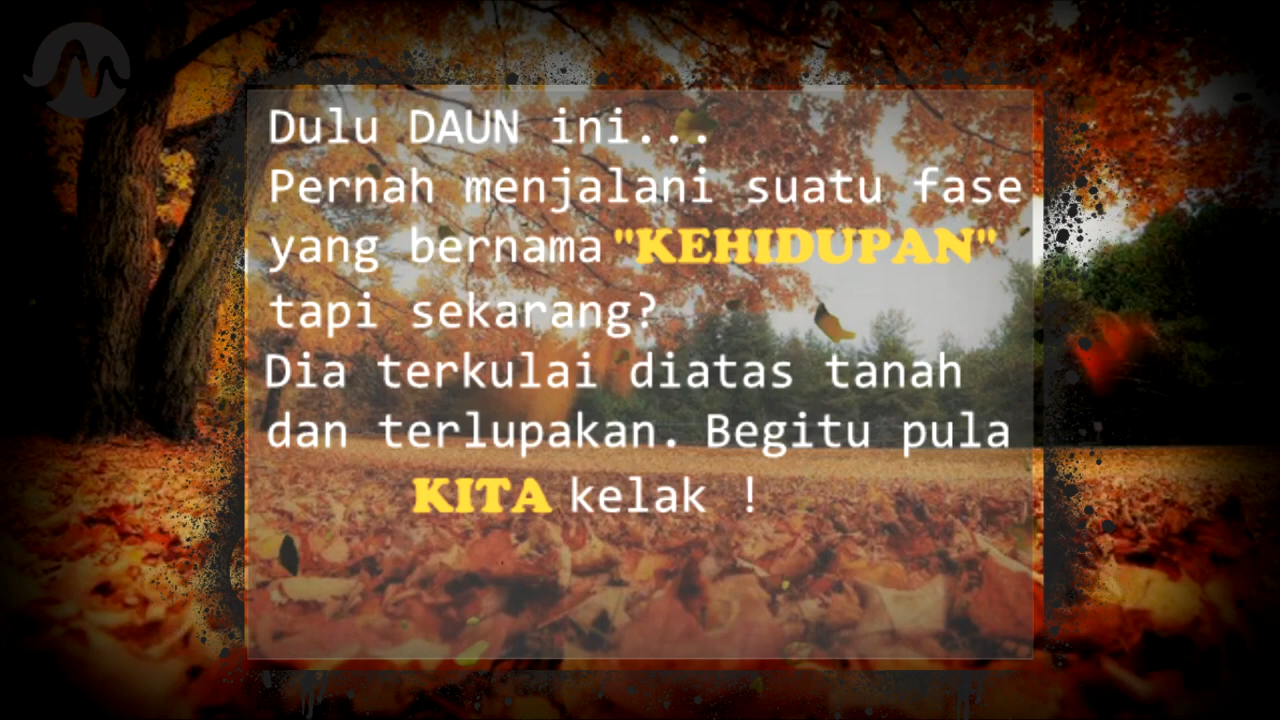 Dulu DAUN ini...
Pernah menjalani suatu fase
yang bernama "KEHIDUPAN"
tapi sekarang?
Dia terkulai diatas tanah
dan terlupakan. Begitu pula
KITA kelak !